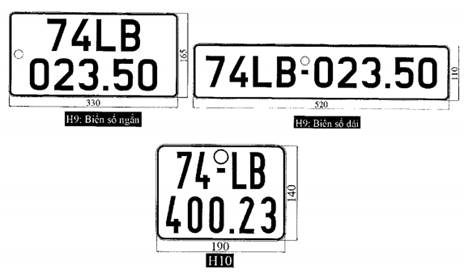 74LB
023.50
165
330
H9: Biển số ngắn
74LB-023.50
110
520
H9: Biển số dài
74-LB
400.23
140
190
H10